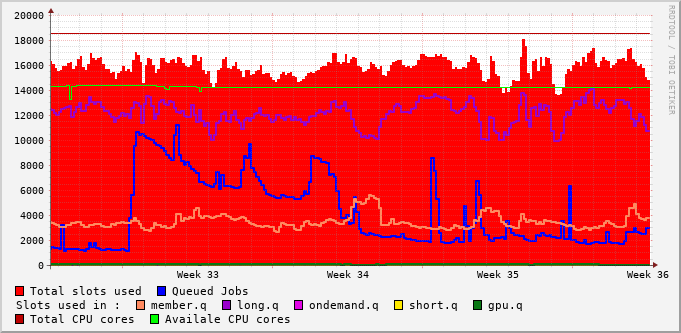 20000
18000
16000
14000
12000
10000
8000
6000
4000
2000
0
Week 33 Week 34 Week 35 Week 36
RRDTOOL / TOBI OETIKER
Total slots used Queued Jobs
Slots used in : member.q long.q ondemand.q short.q gpu.q
Total CPU cores Availale CPU cores